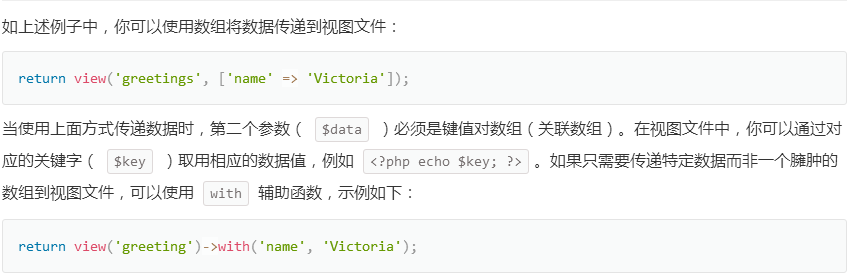 如上述例子中，你可以使用数组将数据传递到视图文件：
return view('greetings', ['name' => 'Victoria']);
当使用上面方式传递数据时，第二个参数（ $data ）必须是键值对数组（关联数组）。在视图文件中，你可以通过对
应的关键字（ $key ）取用相应的数据值，例如 <?php echo $key; ?> 。如果只需要传递特定数据而非一个臃肿的
数组到视图文件，可以使用 with 辅助函数，示例如下：
return view('greeting')->with('name', 'Victoria');